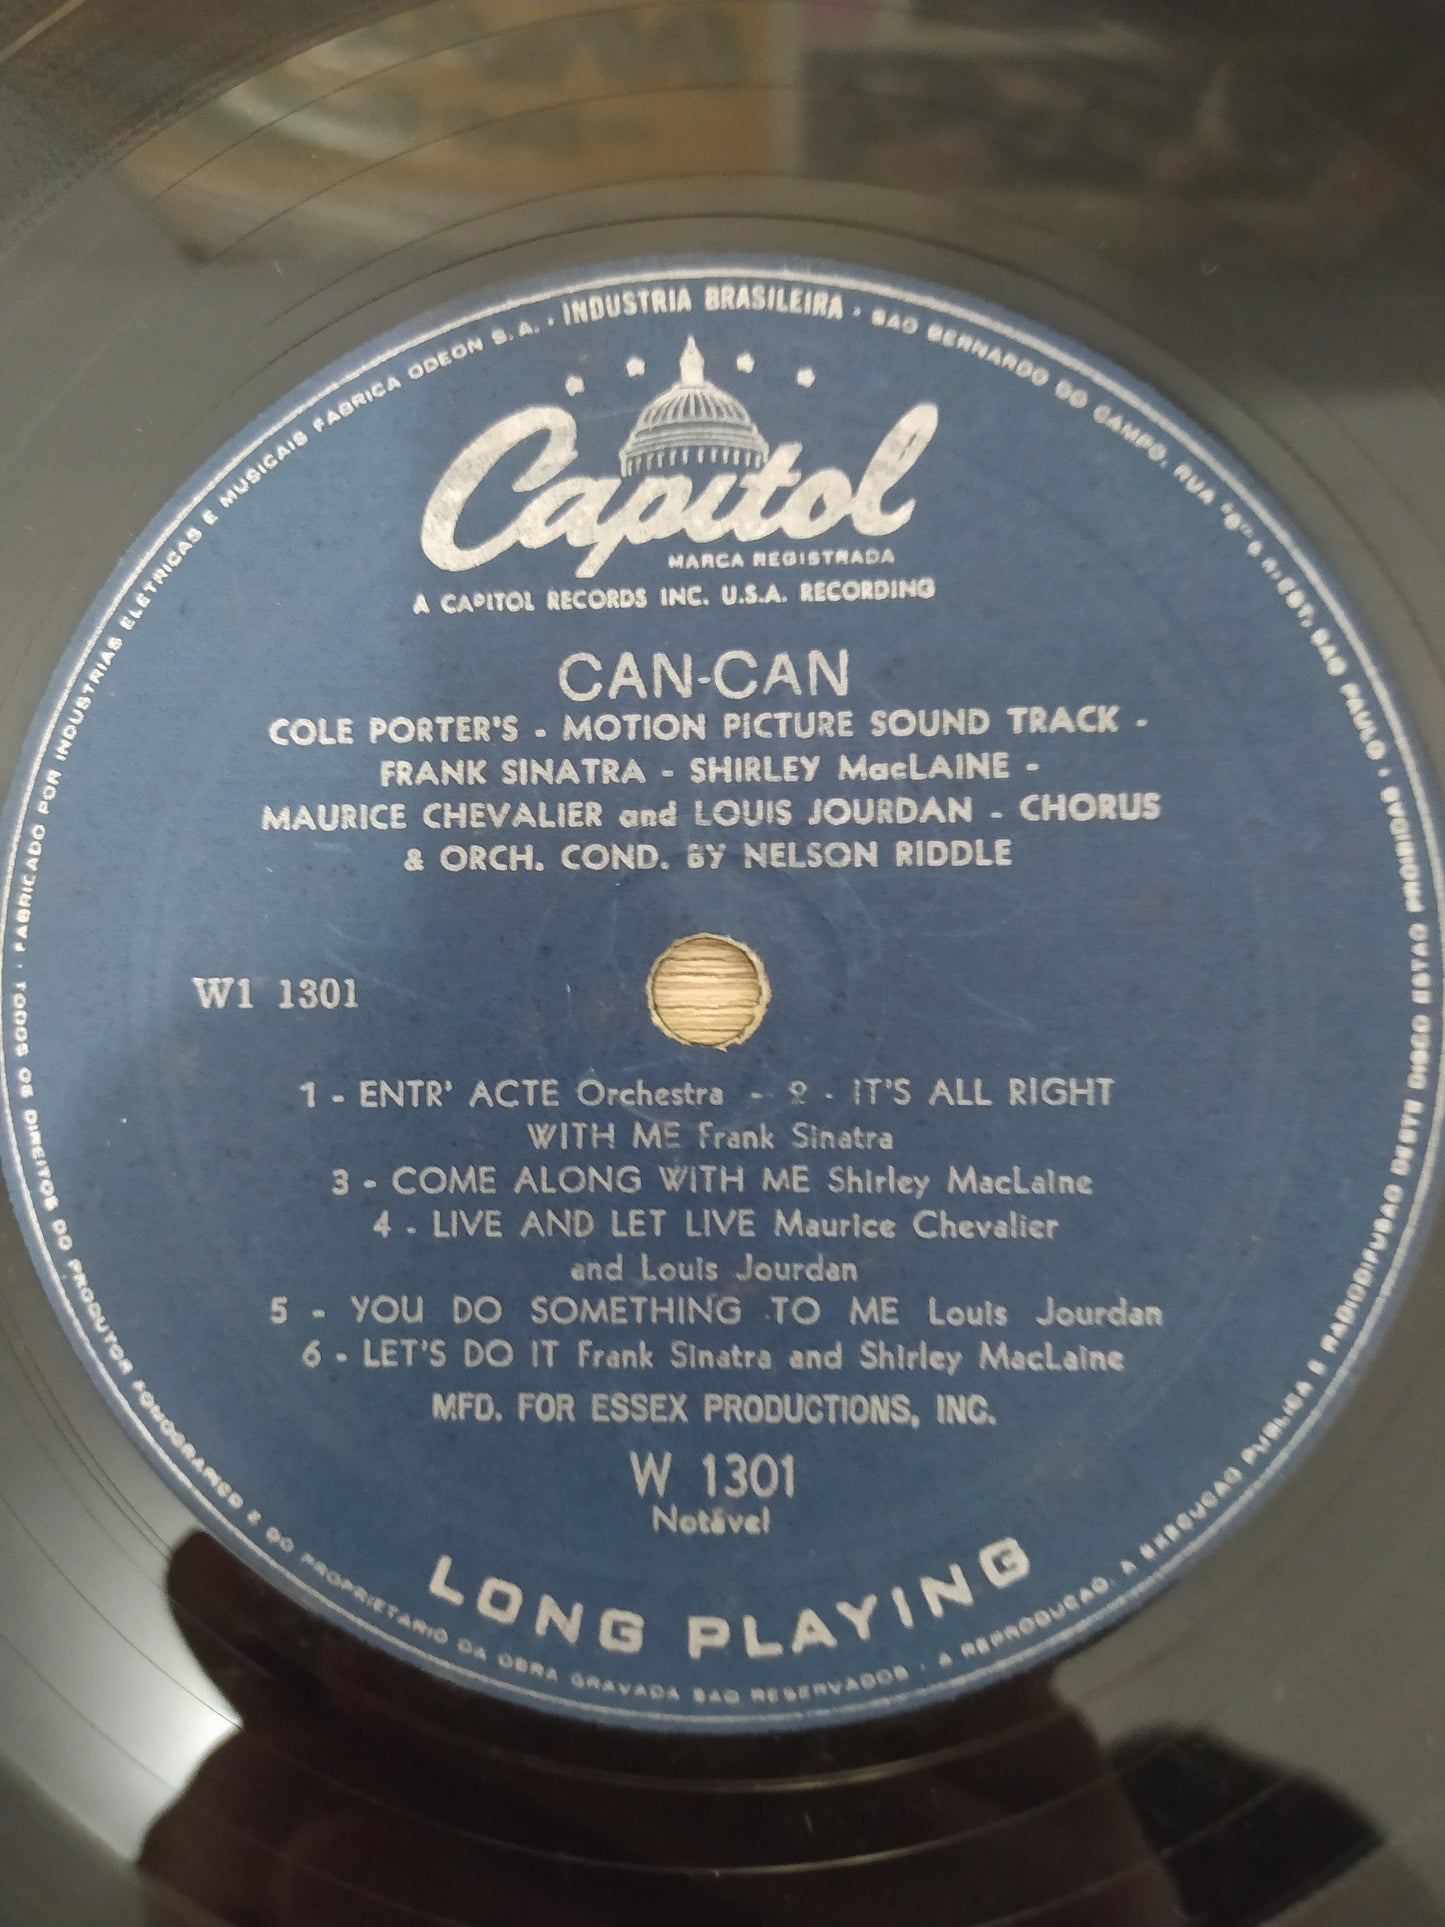 FABRICADO POR INDUSTRIAS ELETRICAS E MUSICAIS FABRICA ODEON S.A. · INDUSTRIA BRASILEIRA · SAO BERNARDO DO CAMPO, RUA
Capitol
MARCA REGISTRADA
A CAPITOL RECORDS INC. U.S.A. RECORDING
CAN-CAN
COLE PORTER'S - MOTION PICTURE SOUND TRACK -
FRANK SINATRA - SHIRLEY MacLAINE -
MAURICE CHEVALIER and LOUIS JOURDAN - CHORUS
& ORCH. COND. BY NELSON RIDDLE
W1 1301
1 - ENTR' ACTE Orchestra - 2 - IT'S ALL RIGHT
WITH ME Frank Sinatra
3 - COME ALONG WITH ME Shirley MacLaine
4 - LIVE AND LET LIVE Maurice Chevalier
and Louis Jourdan
5 - YOU DO SOMETHING TO ME Louis Jourdan
6 - LET'S DO IT Frank Sinatra and Shirley MacLaine
MFD. FOR ESSEX PRODUCTIONS, INC.
W 1301
Notável
LONG PLAYING
TODOS OS DIREITOS DO PRODUTOR FONOGRAFICO E DO PROPRIETARIO DA OBRA GRAVADA SAO RESERVADOS · A REPRODUCAO, A EXECUCAO PUBLICA E RADIODIFUSAO DESTE DISCO ESTAO PROIBIDAS